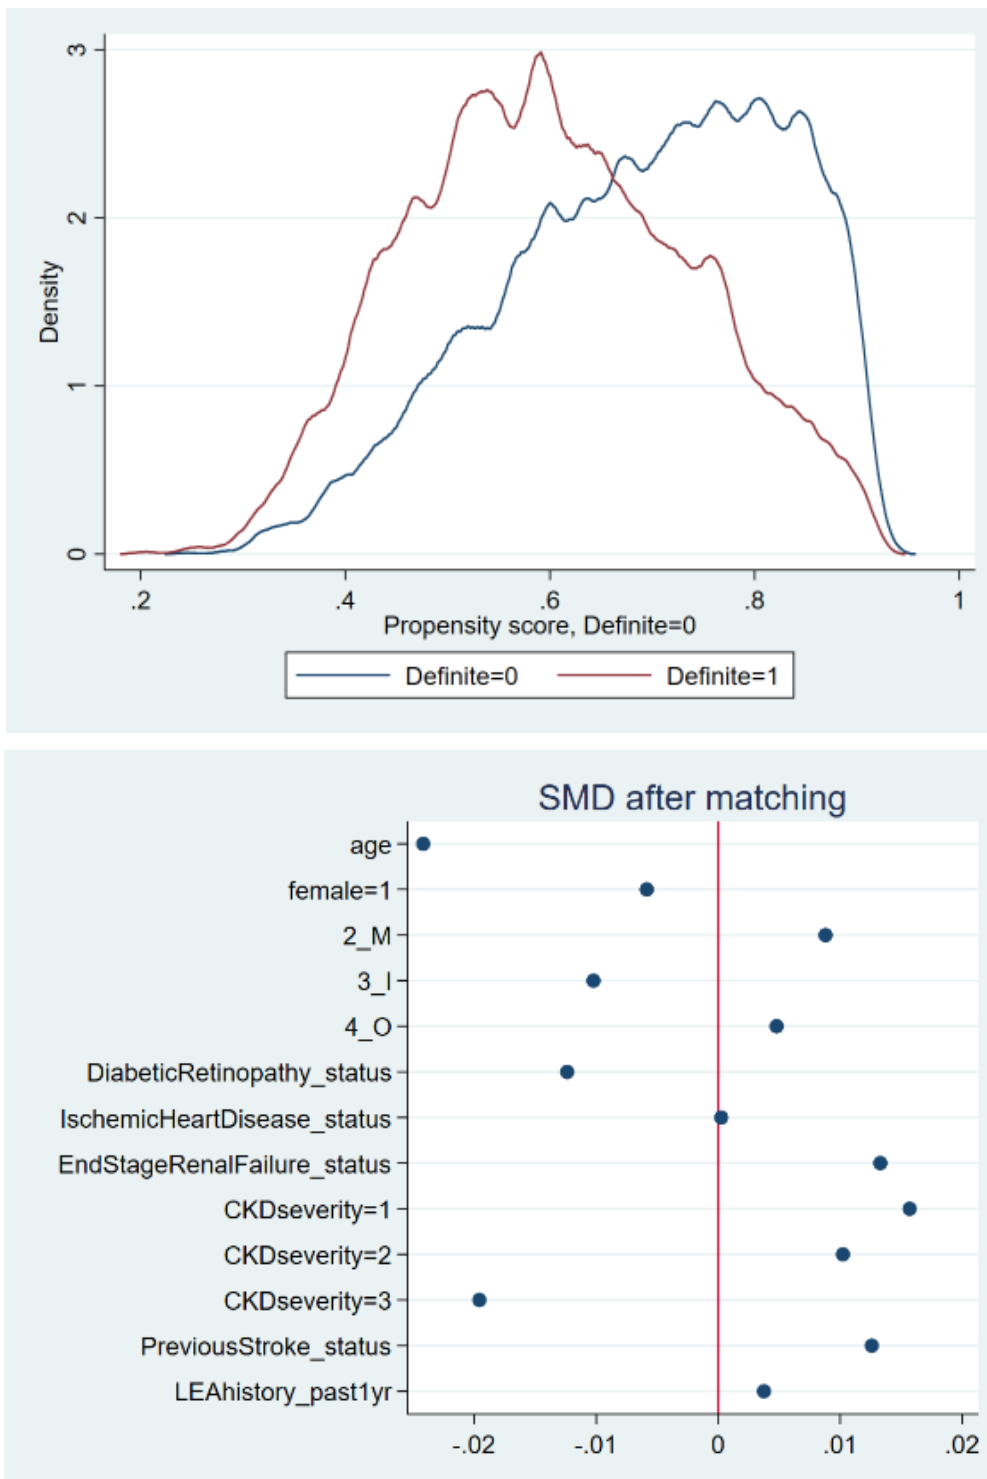 3
2
1
0
Density
.2 .4 .6 .8 1
Propensity score, Definite=0
Definite=0 Definite=1
SMD after matching
age
female=1
2_M
3_I
4_O
DiabeticRetinopathy_status
IschemicHeartDisease_status
EndStageRenalFailure_status
CKDseverity=1
CKDseverity=2
CKDseverity=3
PreviousStroke_status
LEAhistory_past1yr
-.02 -.01 0 .01 .02